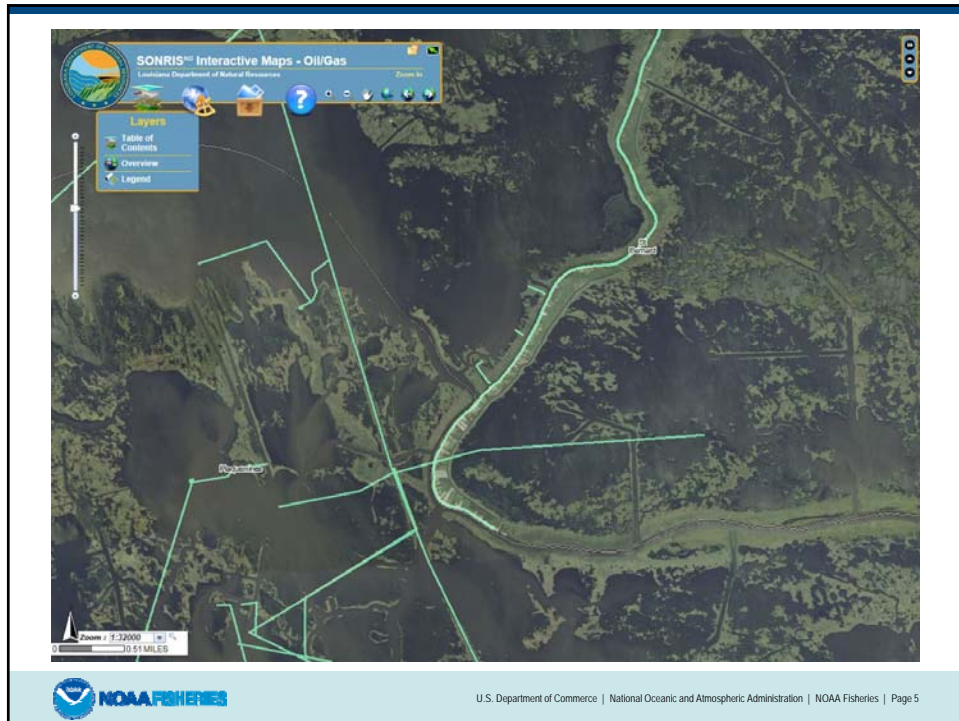 SONRIS Interactive Maps - Oil/Gas
Louisiana Department of Natural Resources
Zoom In
Layers
Table of
Contents
Overview
Legend
St
Bernard
Plaquemines
Zoom : 1:32000
0 0.51 MILES
NOAA FISHERIES
U.S. Department of Commerce | National Oceanic and Atmospheric Administration | NOAA Fisheries | Page 5